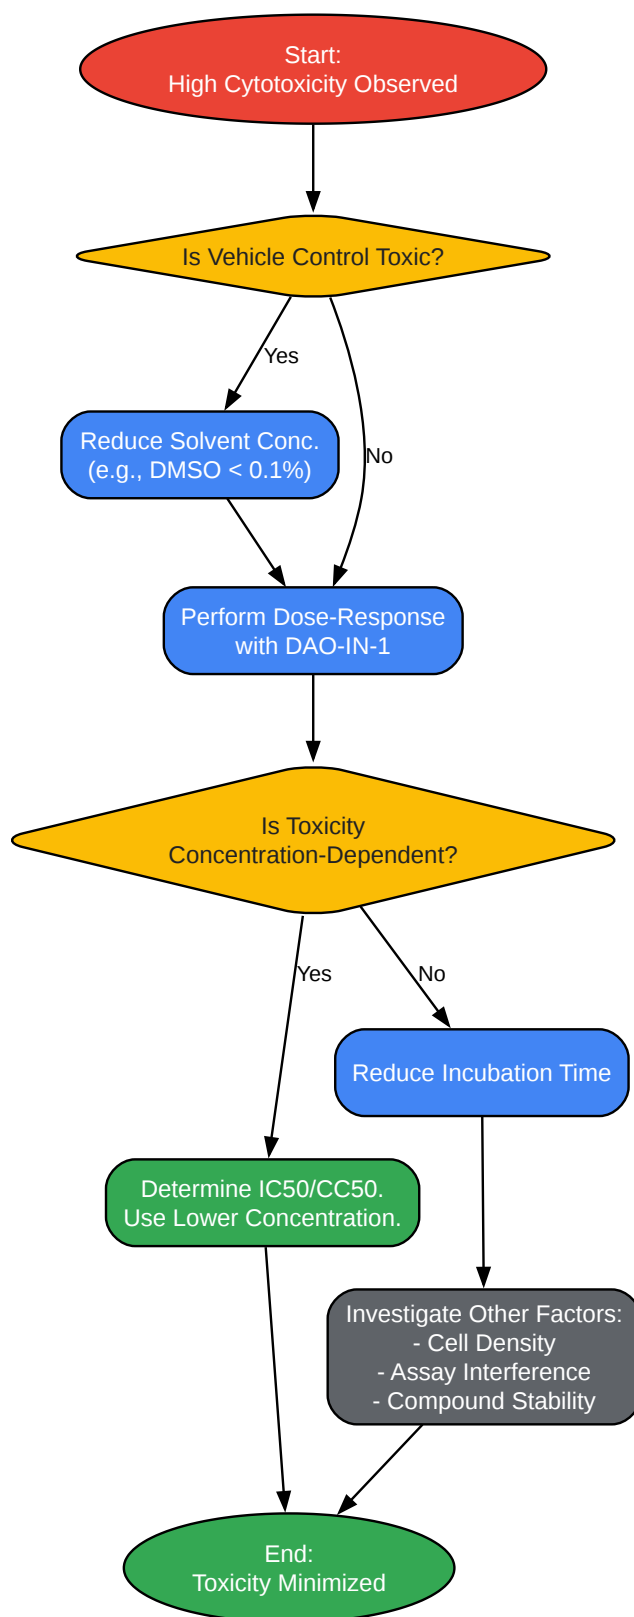 Start:
High Cytotoxicity Observed
Is Vehicle Control Toxic?
Yes
Reduce Solvent Conc.
(e.g., DMSO < 0.1%)
No
Perform Dose-Response
with DAO-IN-1
Is Toxicity
Concentration-Dependent?
Yes
No
Reduce Incubation Time
Determine IC50/CC50.
Use Lower Concentration.
Investigate Other Factors:
- Cell Density
- Assay Interference
- Compound Stability
End:
Toxicity Minimized